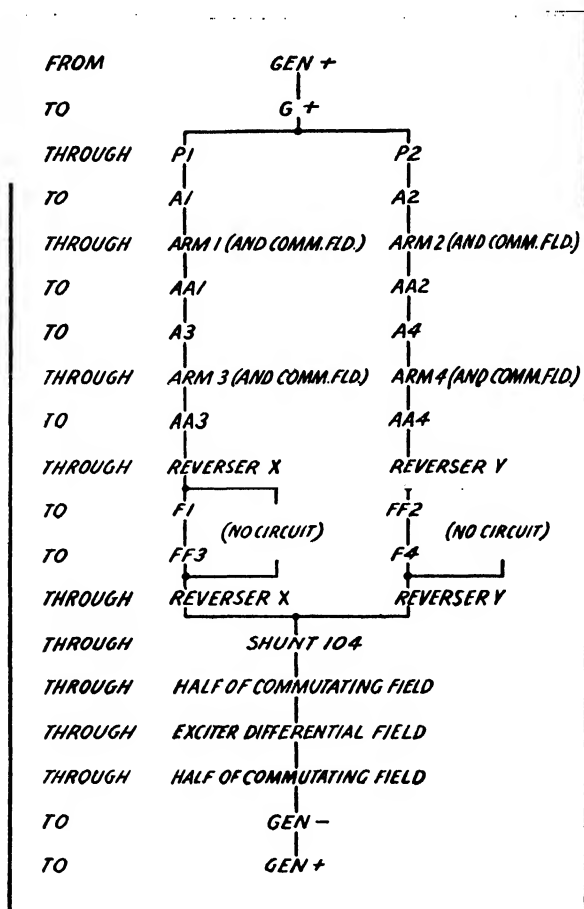 FROM GEN +
TO G +
THROUGH P1 P2
TO A1 A2
THROUGH ARM 1 (AND COMM. FLD.) ARM 2 (AND COMM. FLD.)
TO AA1 AA2
TO A3 A4
THROUGH ARM 3 (AND COMM. FLD.) ARM 4 (AND COMM. FLD.)
TO AA3 AA4
THROUGH REVERSER X REVERSER Y
TO F1 (NO CIRCUIT) FF2 (NO CIRCUIT)
TO FF3 F4
THROUGH REVERSER X REVERSER Y
THROUGH SHUNT 104
THROUGH HALF OF COMMUTATING FIELD
THROUGH EXCITER DIFFERENTIAL FIELD
THROUGH HALF OF COMMUTATING FIELD
TO GEN -
TO GEN +